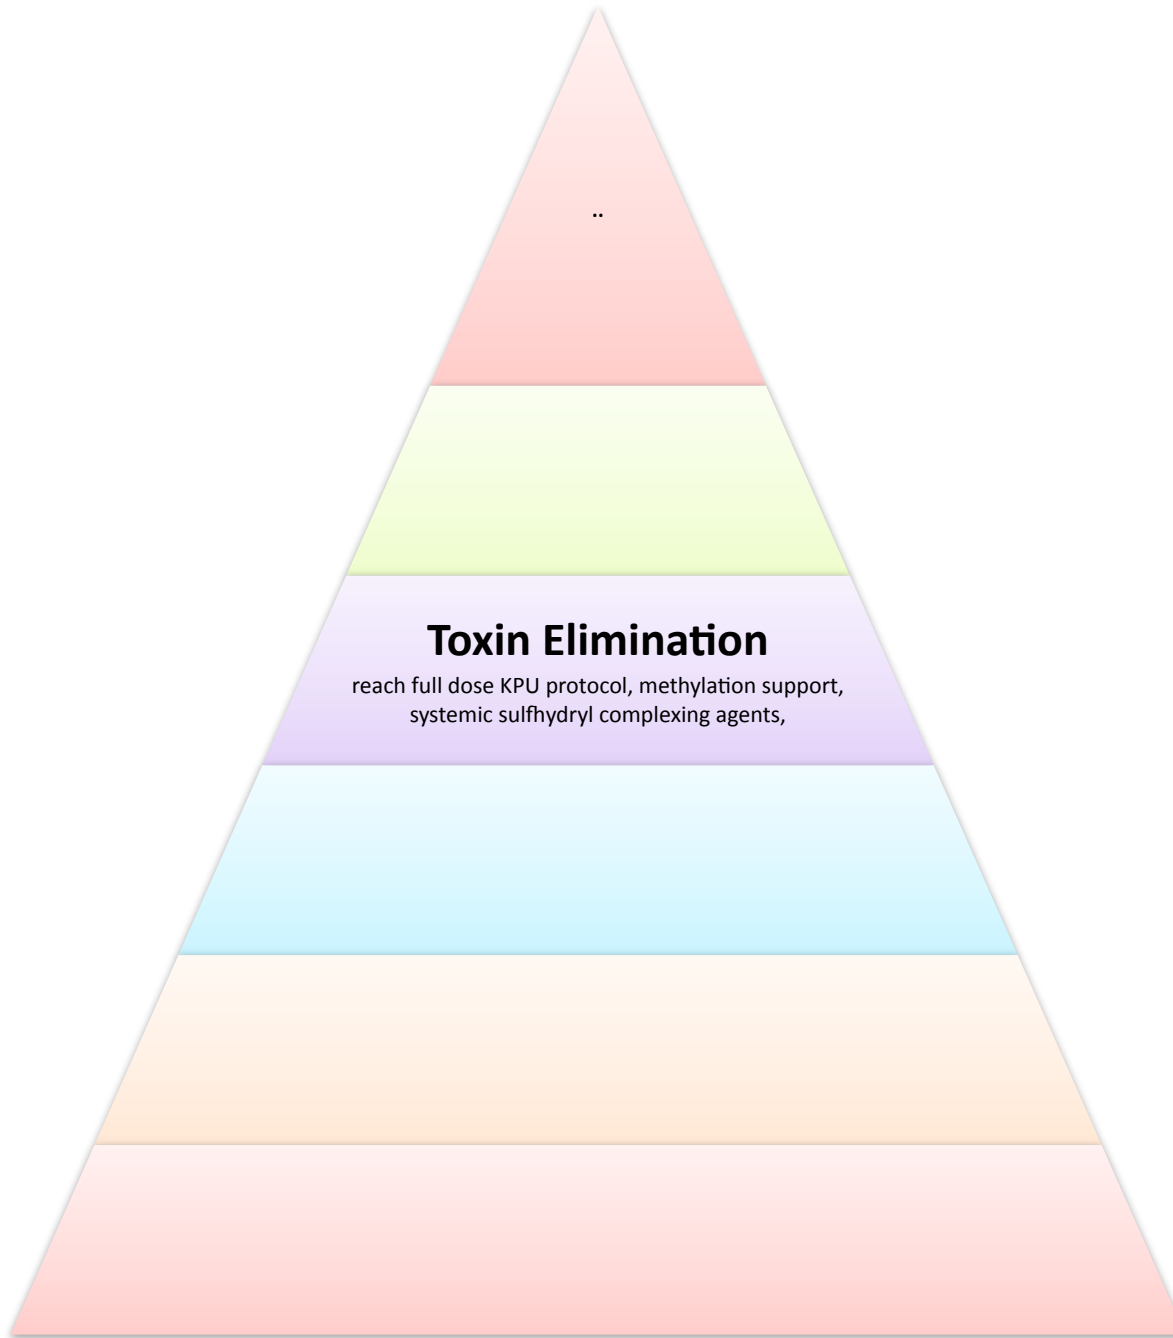 ..
Toxin Elimination
reach full dose KPU protocol, methylation support,
systemic sulfhydryl complexing agents,